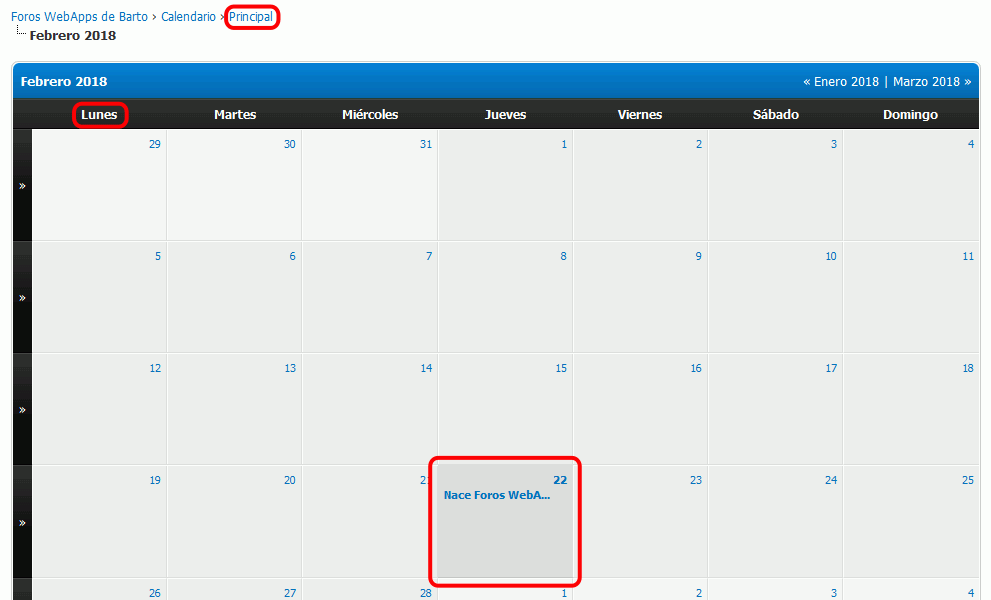 Foros WebApps de Barto › Calendario › Principal
Febrero 2018
Febrero 2018 « Enero 2018 | Marzo 2018 »
Lunes Martes Miércoles Jueves Viernes Sábado Domingo
29 30 31 1 2 3 4
»
5 6 7 8 9 10 11
»
12 13 14 15 16 17 18
»
19 20 21 22 23 24 25
Nace Foros WebA...
»
26 27 28 1 2 3 4